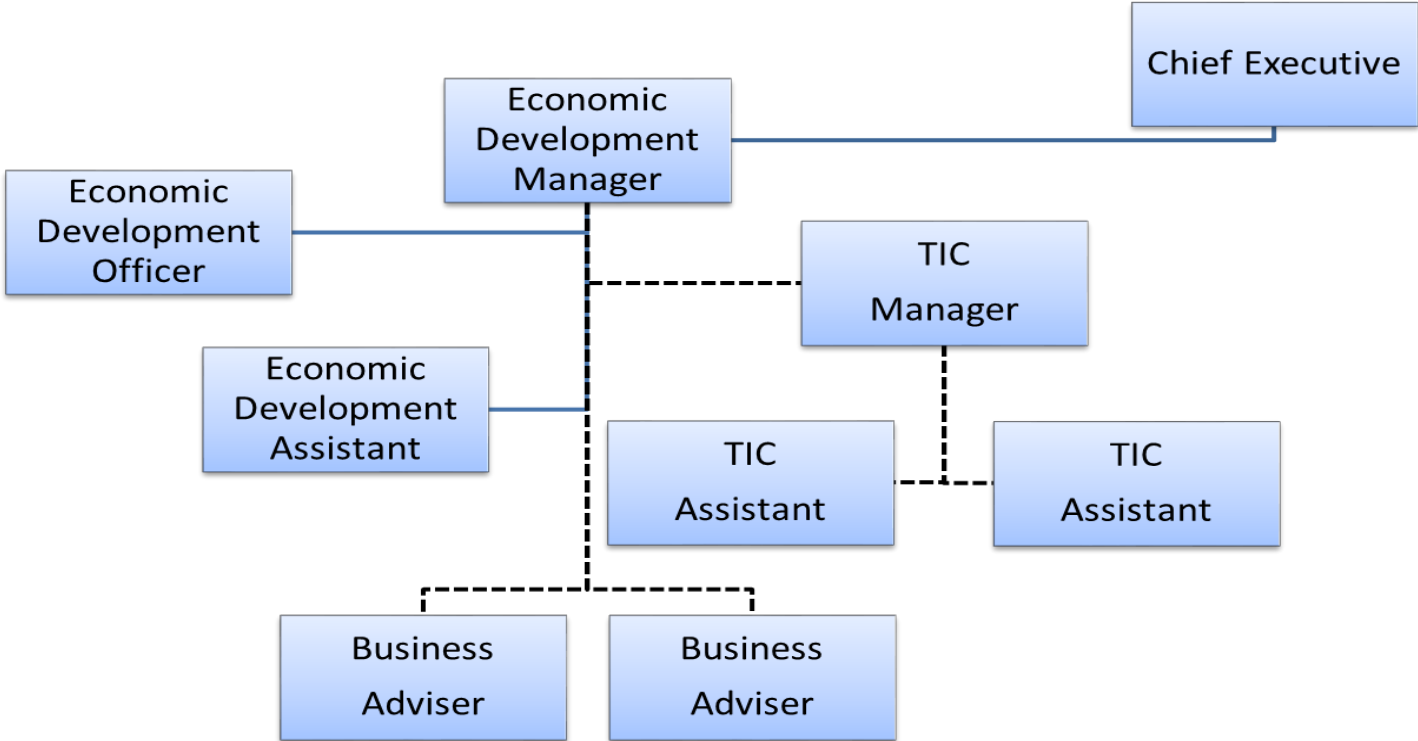 Chief Executive
Economic
Development
Manager
Economic
Development
Officer
TIC
Manager
Economic
Development
Assistant
TIC
Assistant
TIC
Assistant
Business
Adviser
Business
Adviser